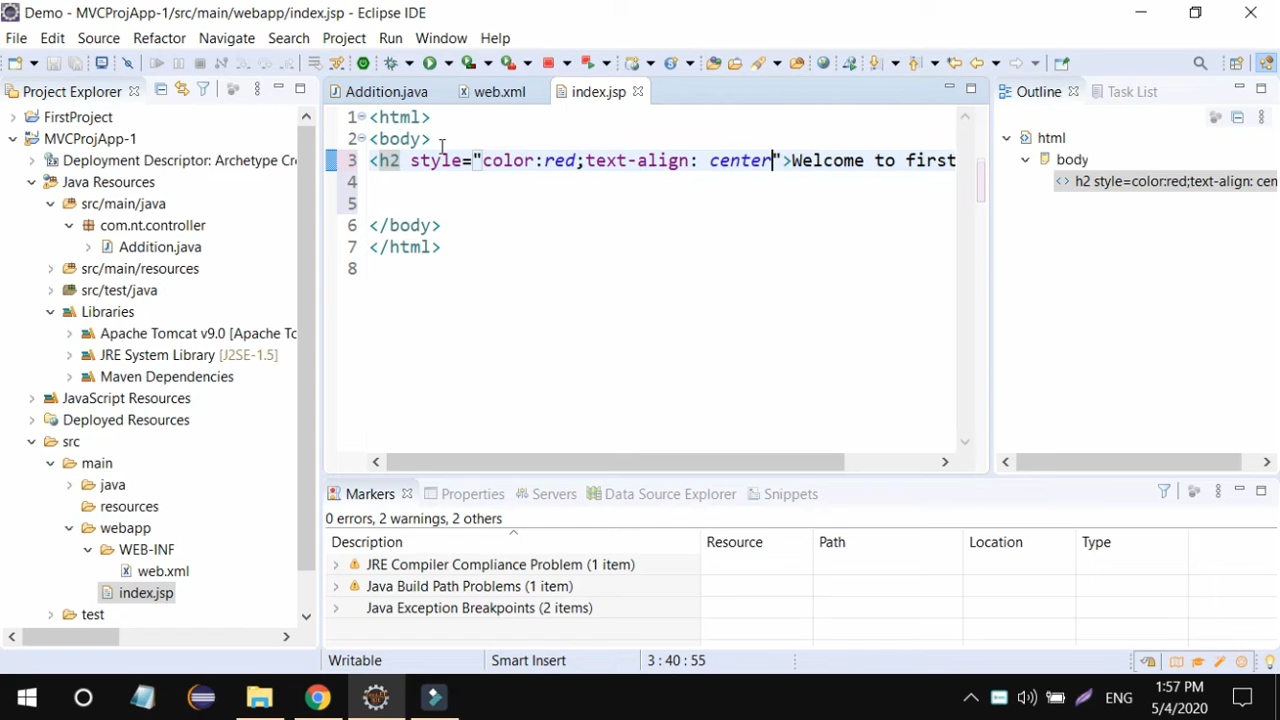 Demo - MVCProjApp-1/src/main/webapp/index.jsp - Eclipse IDE
File Edit Source Refactor Navigate Search Project Run Window Help
Project Explorer
FirstProject
MVCProjApp-1
Deployment Descriptor: Archetype Cre
Java Resources
src/main/java
com.nt.controller
Addition.java
src/main/resources
src/test/java
Libraries
Apache Tomcat v9.0 [Apache To
JRE System Library [J2SE-1.5]
Maven Dependencies
JavaScript Resources
Deployed Resources
src
main
java
resources
webapp
WEB-INF
web.xml
index.jsp
test
Addition.java web.xml index.jsp
1 <html>
2 <body>
3 <h2 style="color:red;text-align: center">Welcome to first
4
5
6 </body>
7 </html>
8
Outline Task List
html
body
h2 style=color:red;text-align: cen
Markers Properties Servers Data Source Explorer Snippets
0 errors, 2 warnings, 2 others
Description Resource Path Location Type
JRE Compiler Compliance Problem (1 item)
Java Build Path Problems (1 item)
Java Exception Breakpoints (2 items)
Writable Smart Insert 3 : 40 : 55
ENG
1:57 PM
5/4/2020